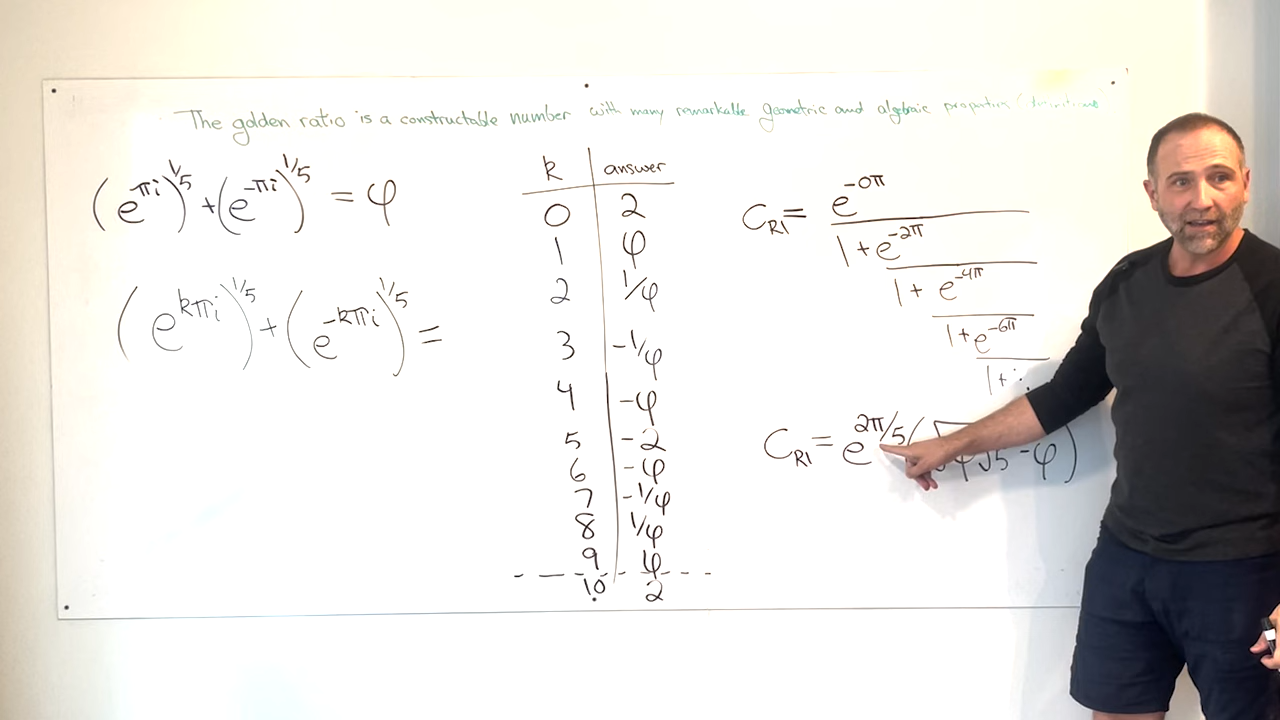 The golden ratio is a constructable number with many remarkable geometric and algebraic
(e^πi)^1/5 + (e^-πi)^1/5 = φ
(e^kπi)^1/5 + (e^-kπi)^1/5 =
k answer
0 2
1 φ
2 1/φ
3 -1/φ
4 -φ
5 -2
6 -φ
7 -1/φ
8 1/φ
9 φ
10 2
C_R1 = e^-0π
1 + e^-2π
1 + e^-4π
1 + e^-6π
1 + ⋱
C_R1 = e^2π/5 (√φ√5 - φ)